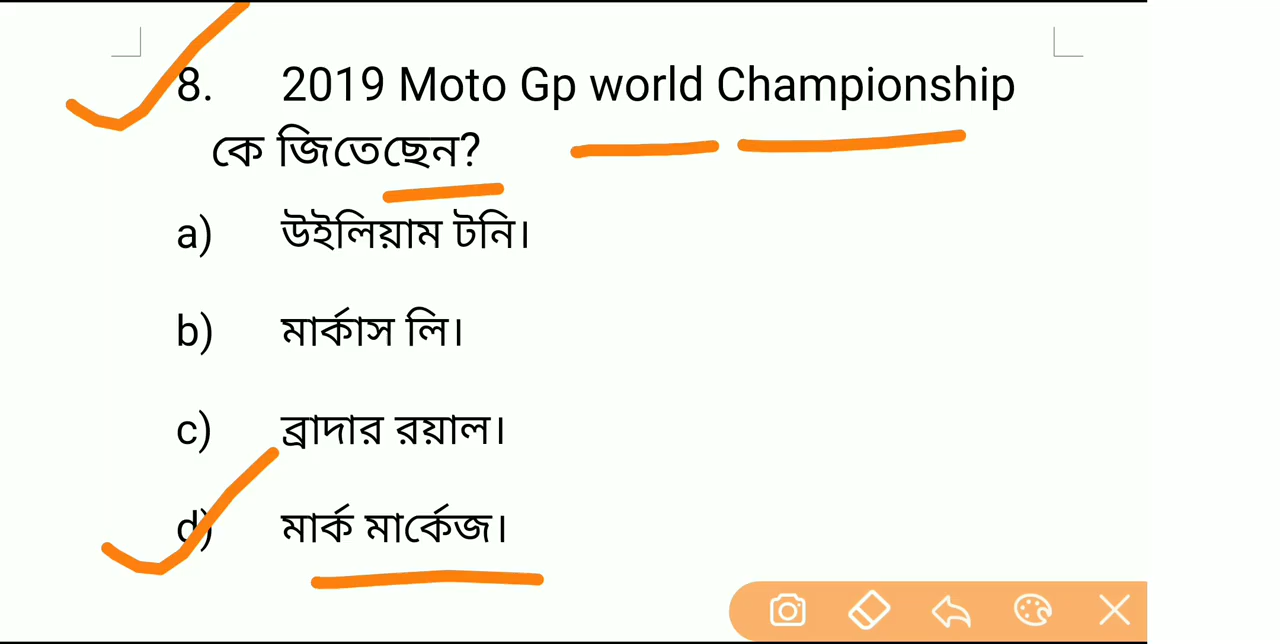 8. 2019 Moto Gp world Championship
কে জিতেছেন?
a) উইলিয়াম টনি।
b) মার্কাস লি।
c) ব্রাদার রয়াল।
d) মার্ক মার্কেজ।